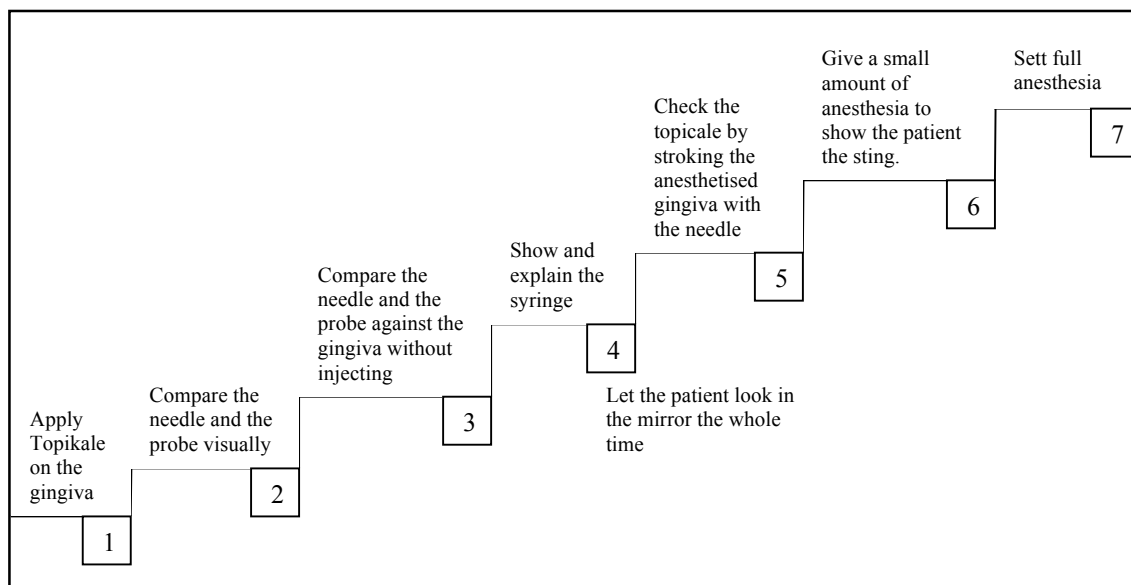 Apply
Topikale
on the
gingiva
1
Compare the
needle and the
probe visually
2
Compare the
needle and the
probe against the
gingiva without
injecting
3
Show and
explain the
syringe
4
Let the patient look in
the mirror the whole
time
Check the
topicale by
stroking the
anesthetised
gingiva with
the needle
5
Give a small
amount of
anesthesia to
show the patient
the sting.
6
Sett full
anesthesia
7